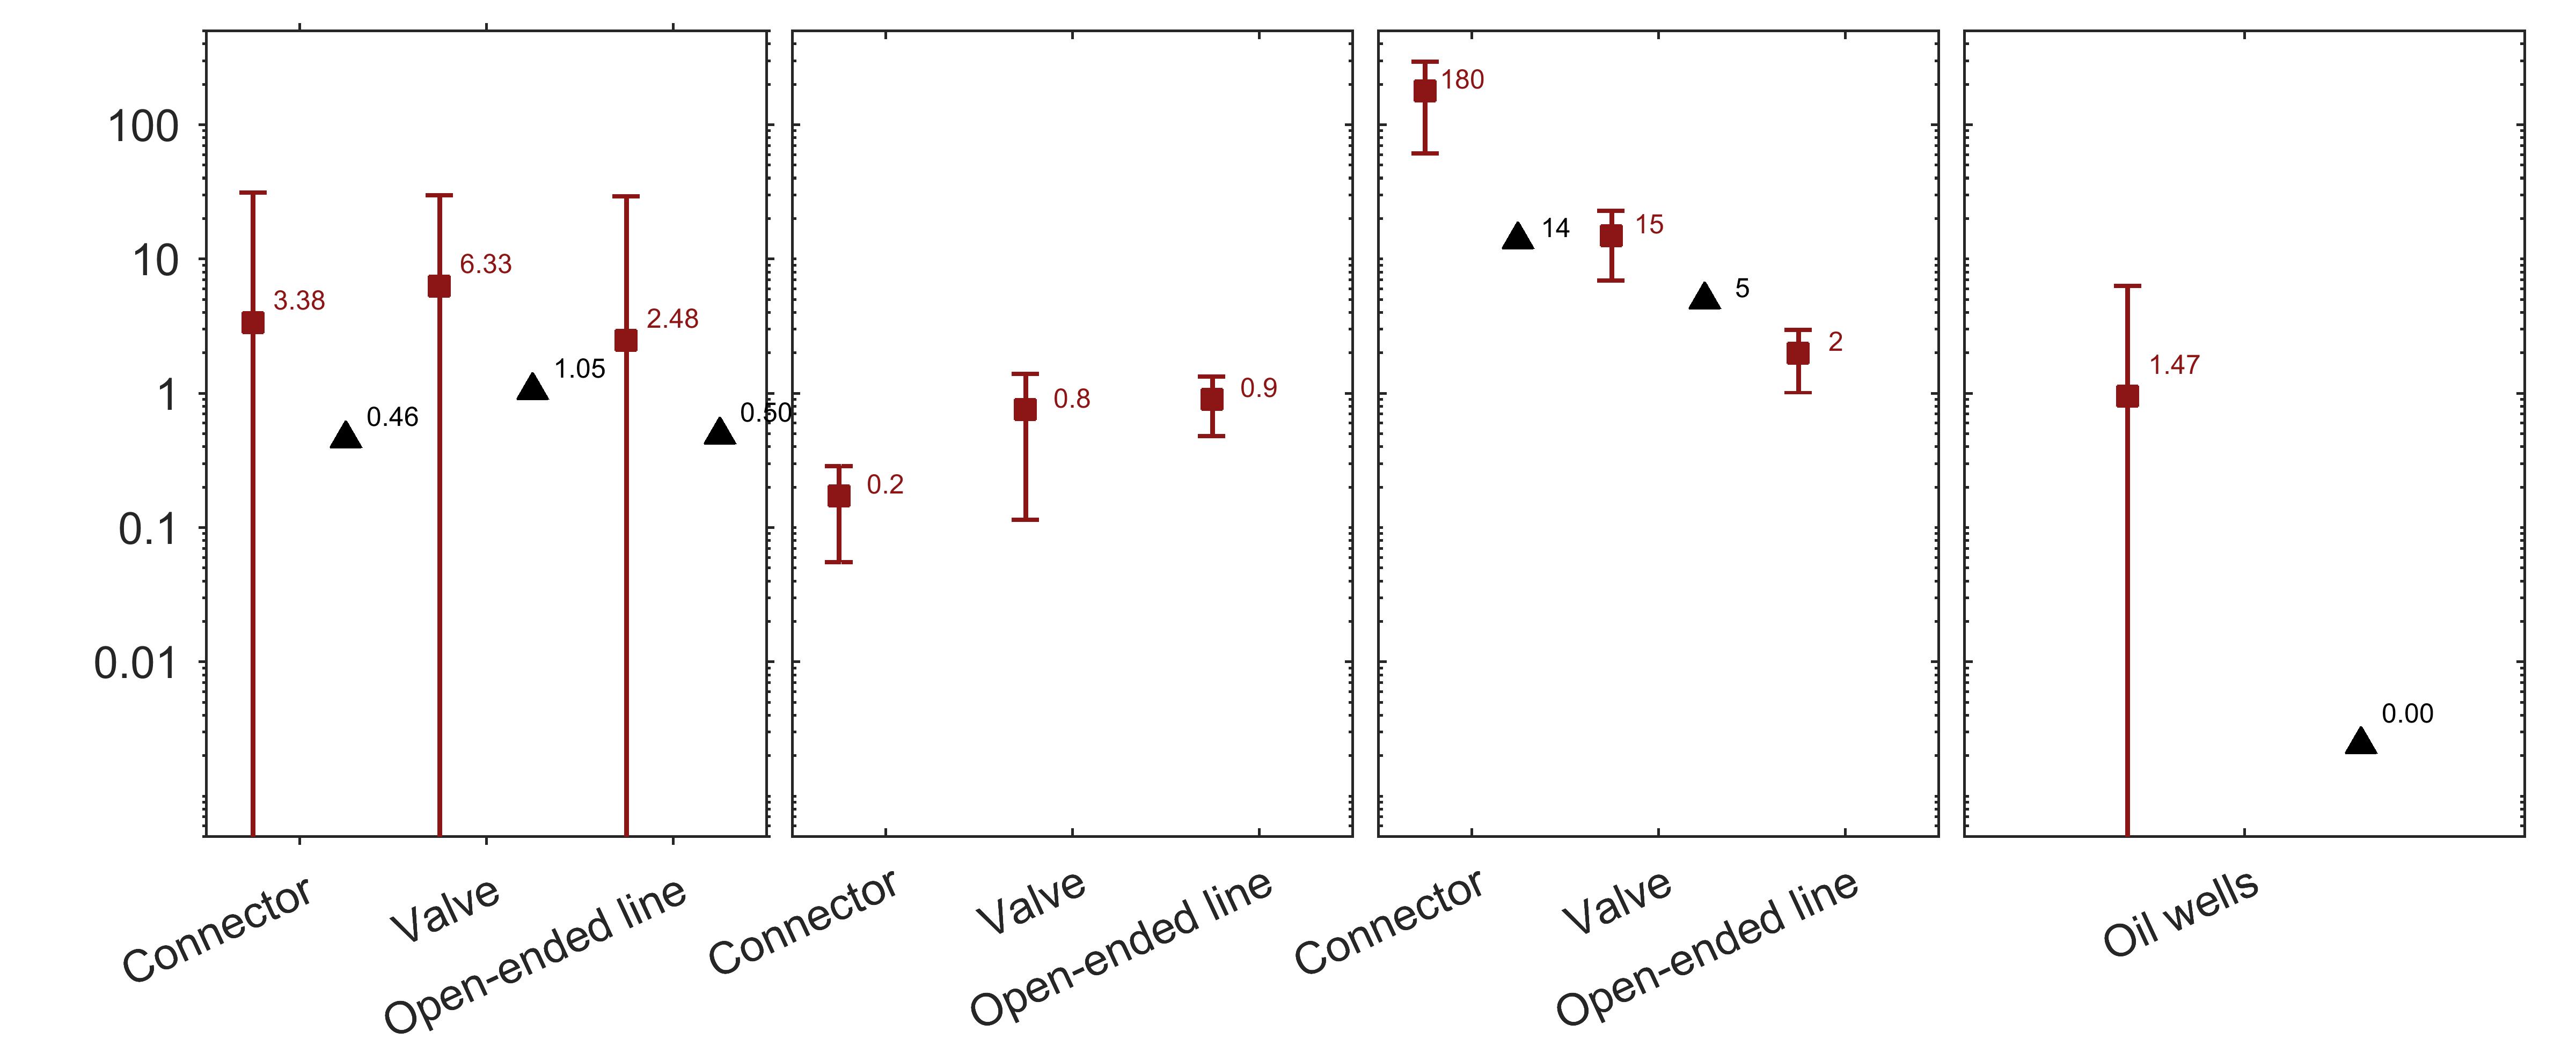 100
10
1
0.1
0.01
3.38
0.46
6.33
1.05
2.48
0.50
0.2
0.8
0.9
180
14
15
5
2
1.47
0.00
Connector
Valve
Open-ended line
Connector
Valve
Open-ended line
Connector
Valve
Open-ended line
Oil wells